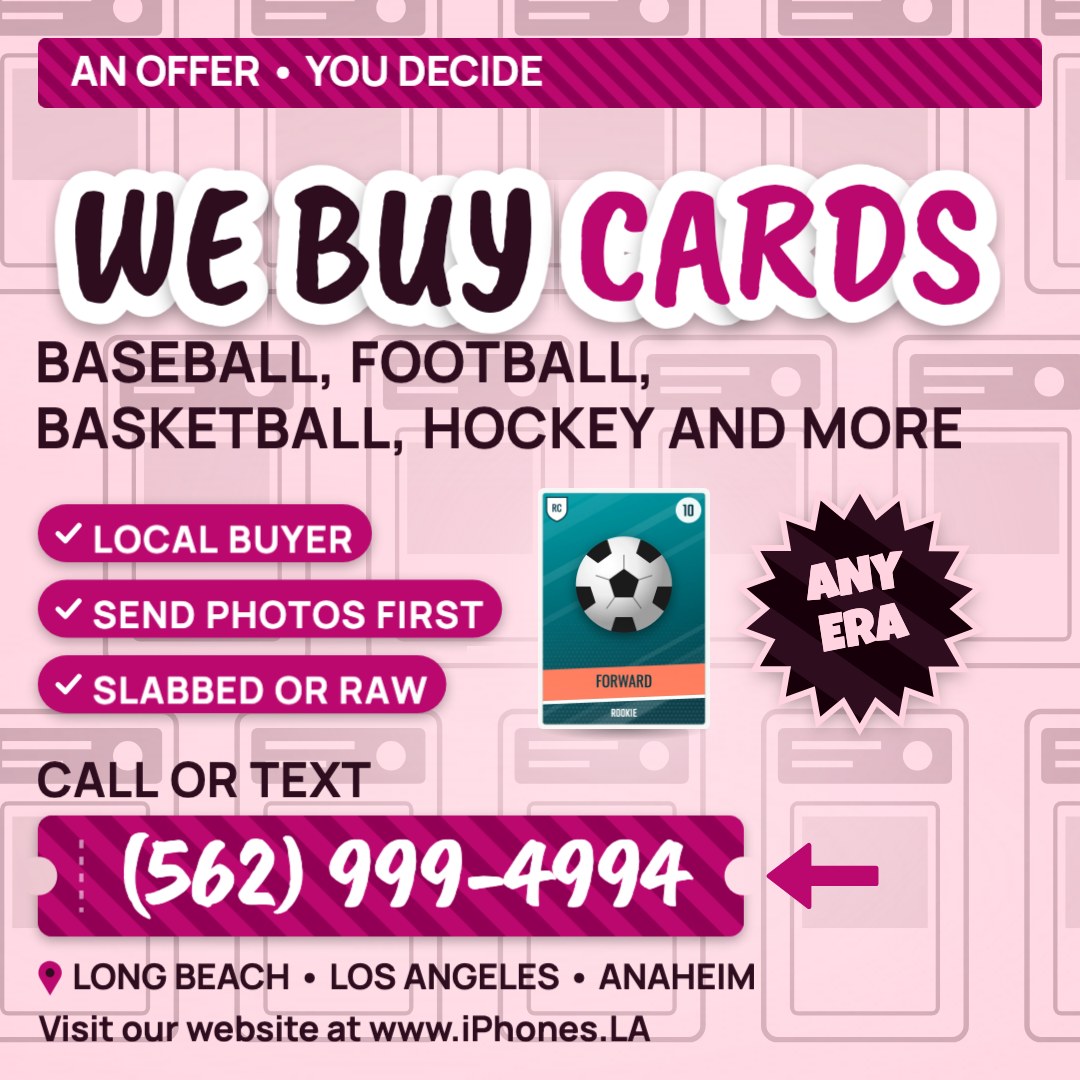 AN OFFER • YOU DECIDE
WE BUY CARDS
BASEBALL, FOOTBALL,
BASKETBALL, HOCKEY AND MORE
LOCAL BUYER
SEND PHOTOS FIRST
SLABBED OR RAW
RC
10
FORWARD
ROOKIE
ANY
ERA
CALL OR TEXT
(562) 999-4994
LONG BEACH • LOS ANGELES • ANAHEIM
Visit our website at www.iPhones.LA